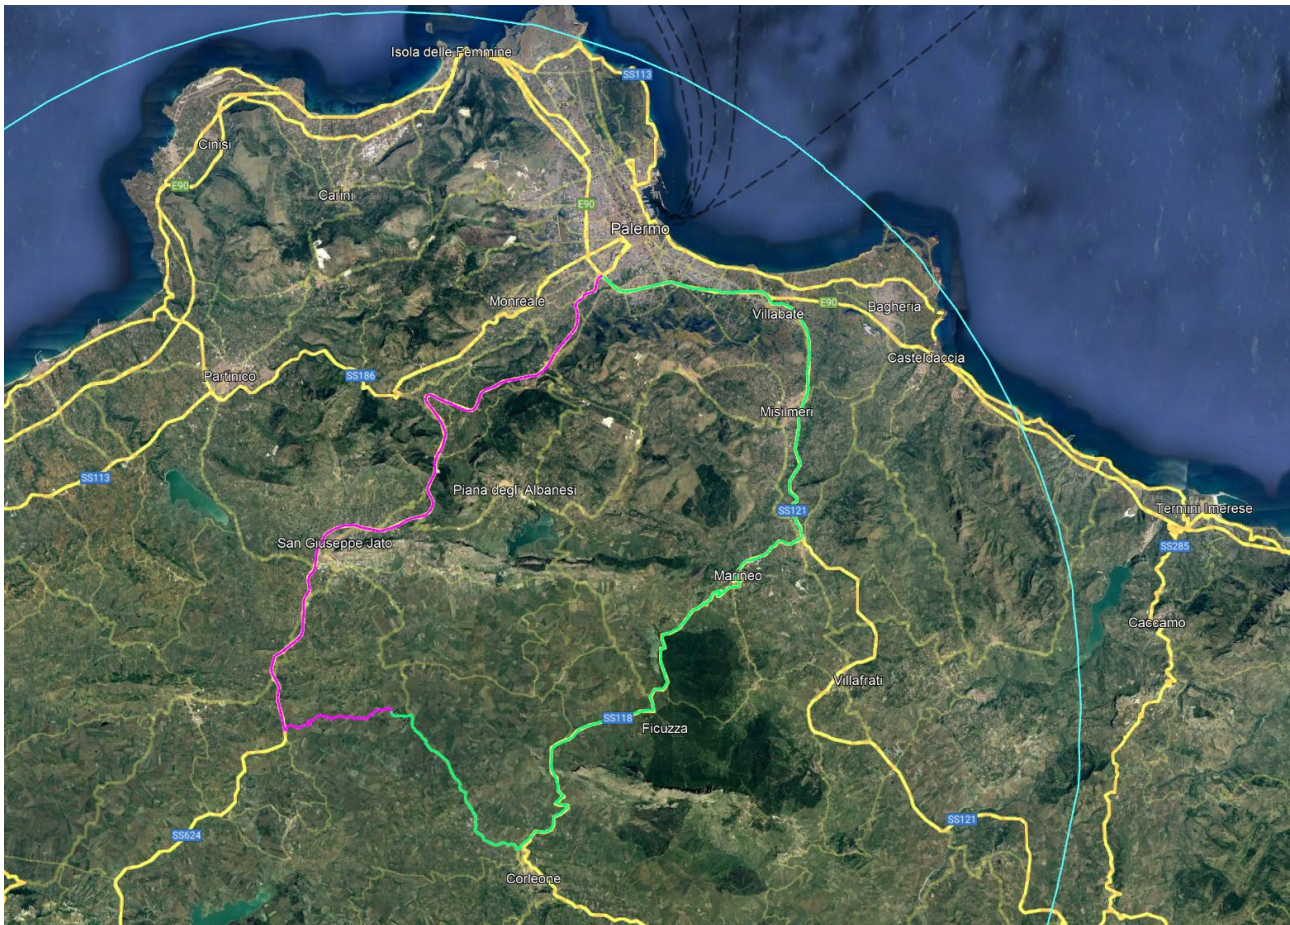 Isola delle Femmine
SS113
Cinisi
E90
Carini
E90
Palermo
Monreale
Villabate
E90
Bagheria
Casteldaccia
Partinico
SS186
Misilmeri
SS113
Piana degli Albanesi
SS121
Termini Imerese
San Giuseppe Jato
SS285
Marineo
Caccamo
Villafrati
SS118
Ficuzza
SS624
SS121
Corleone